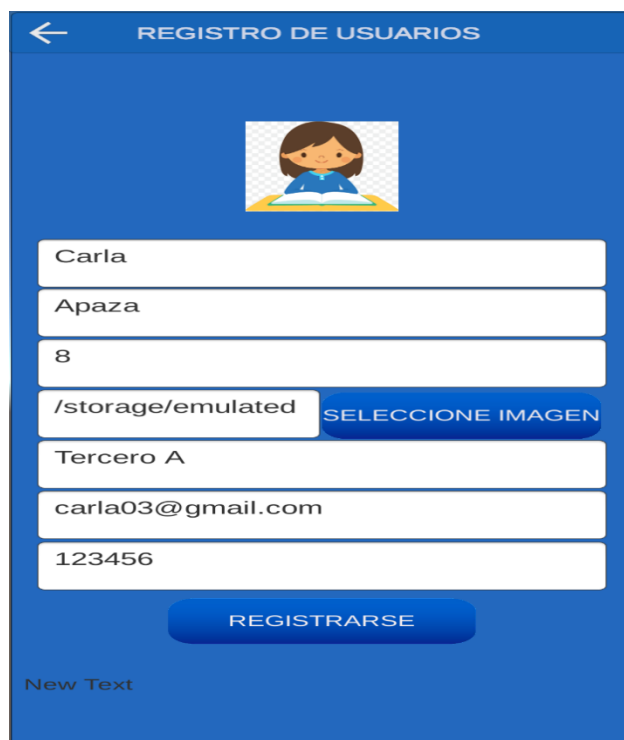 REGISTRO DE USUARIOS
Carla
Apaza
8
/storage/emulated
SELECCIONE IMAGEN
Tercero A
carla03@gmail.com
123456
REGISTRARSE
New Text